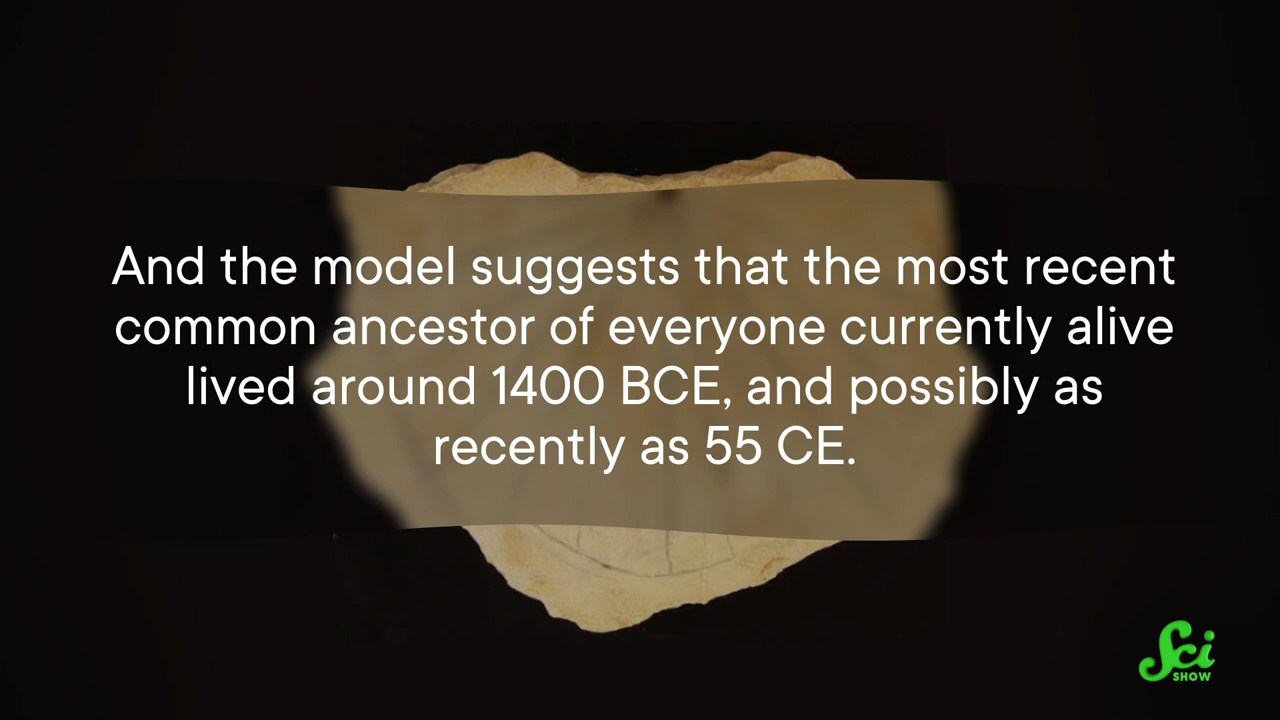 And the model suggests that the most recent
common ancestor of everyone currently alive
lived around 1400 BCE, and possibly as
recently as 55 CE.
Sci
SHOW